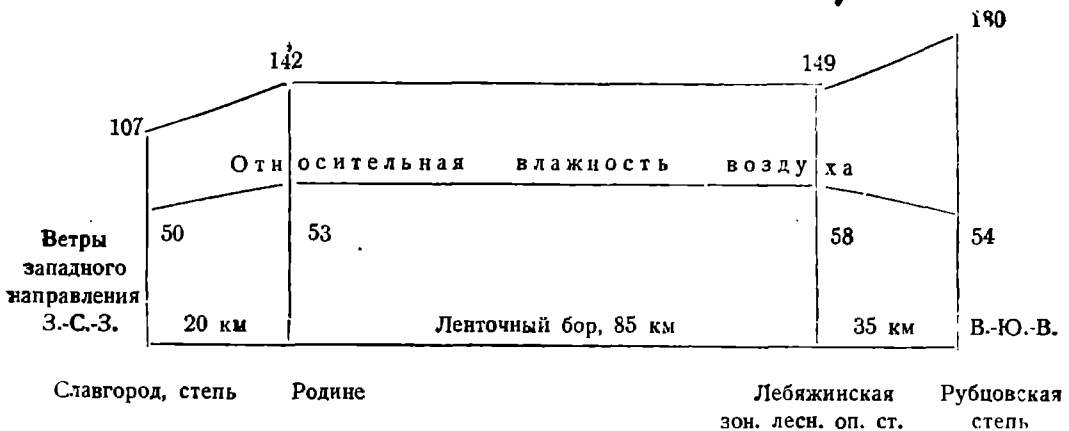 180
142
149
107
Относительная влажность воздуха
50
53
58
54
Ветры
западного
направления
З.-С.-З.
20 км
Ленточный бор, 85 км
35 км
В.-Ю.-В.
Славгород, степь
Родине
Лебяжинская
зон. лесн. оп. ст.
Рубцовская
степь